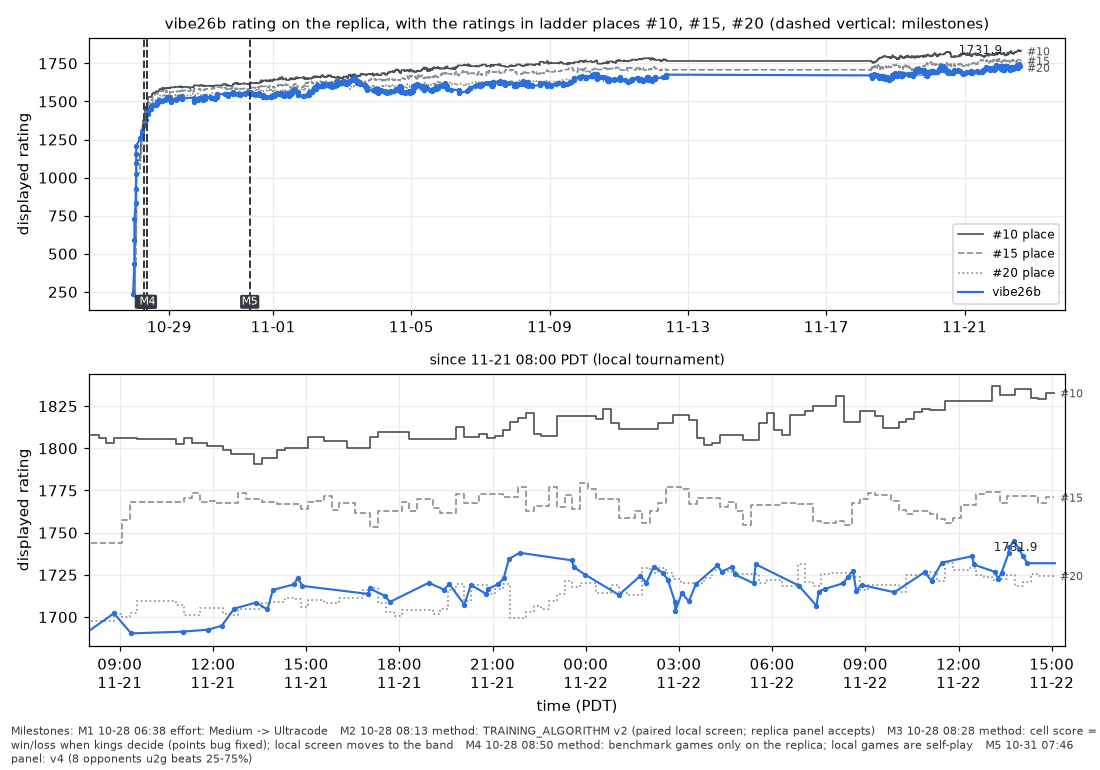 vibe26b rating on the replica, with the ratings in ladder places #10, #15, #20 (dashed vertical: milestones)
displayed rating
1750
1500
1250
1000
750
500
250
1731.9
#10
#15
#20
M4
M5
#10 place
#15 place
#20 place
vibe26b
10-29
11-01
11-05
11-09
11-13
11-17
11-21
since 11-21 08:00 PDT (local tournament)
displayed rating
1825
1800
1775
1750
1725
1700
#10
#15
1731.9
#20
09:00 12:00 15:00 18:00 21:00 00:00 03:00 06:00 09:00 12:00 15:00
11-21 11-21 11-21 11-21 11-21 11-22 11-22 11-22 11-22 11-22 11-22
time (PDT)
Milestones: M1 10-28 06:38 effort: Medium -> Ultracode M2 10-28 08:13 method: TRAINING_ALGORITHM v2 (paired local screen; replica panel accepts) M3 10-28 08:28 method: cell score =
win/loss when kings decide (points bug fixed); local screen moves to the band M4 10-28 08:50 method: benchmark games only on the replica; local games are self-play M5 10-31 07:46
panel: v4 (8 opponents u2g beats 25-75%)